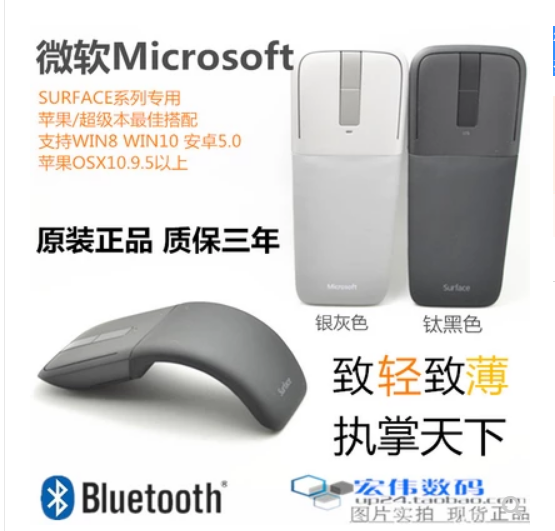 微软Microsoft
SURFACE系列专用
苹果/超级本最佳搭配
支持WIN8 WIN10 安卓5.0
苹果OSX10.9.5以上
原装正品 质保三年
Microsoft
Surface
银灰色
钛黑色
Surface
致轻致薄
执掌天下
Bluetooth®
宏伟数码
up24.taobao.com
图片实拍 现货正品